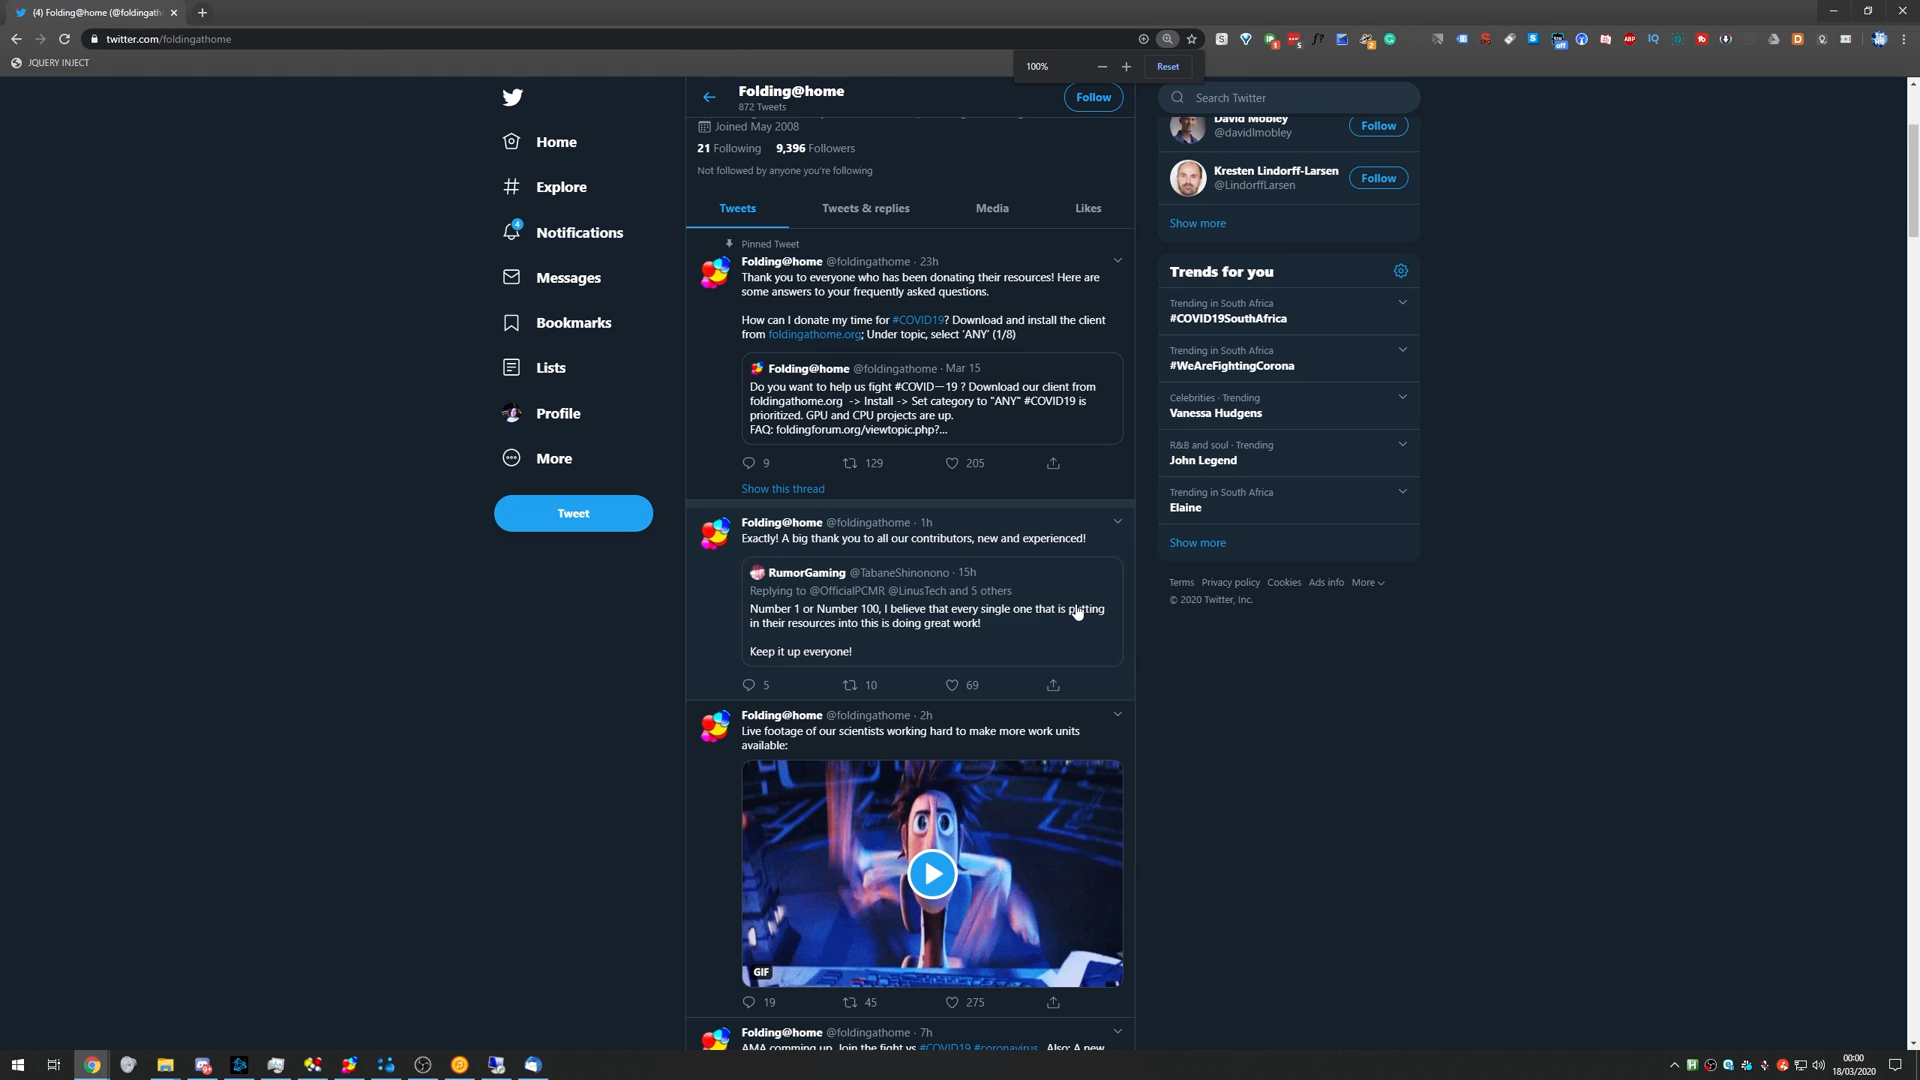 (4) Folding@home (@foldingath
twitter.com/foldingathome
JQUERY INJECT
100%
Reset
Home
Explore
4
Notifications
Messages
Bookmarks
Lists
Profile
More
Tweet
Folding@home
872 Tweets
Follow
Joined May 2008
21 Following 9,396 Followers
Not followed by anyone you're following
Tweets
Tweets & replies
Media
Likes
Pinned Tweet
Folding@home @foldingathome · 23h
Thank you to everyone who has been donating their resources! Here are
some answers to your frequently asked questions.
How can I donate my time for #COVID19? Download and install the client
from foldingathome.org; Under topic, select 'ANY' (1/8)
Folding@home @foldingathome · Mar 15
Do you want to help us fight #COVID—19 ? Download our client from
foldingathome.org -> Install -> Set category to "ANY" #COVID19 is
prioritized. GPU and CPU projects are up.
FAQ: foldingforum.org/viewtopic.php?...
9 129 205
Show this thread
Folding@home @foldingathome · 1h
Exactly! A big thank you to all our contributors, new and experienced!
RumorGaming @TabaneShinonono · 15h
Replying to @OfficialPCMR @LinusTech and 5 others
Number 1 or Number 100, I believe that every single one that is putting
in their resources into this is doing great work!
Keep it up everyone!
5 10 69
Folding@home @foldingathome · 2h
Live footage of our scientists working hard to make more work units
available:
GIF
19 45 275
Folding@home @foldingathome · 7h
AMA comming up. Join the fight vs #COVID19 #coronavirus Also: A new
Search Twitter
David Mobley
@davidlmobley
Follow
Kresten Lindorff-Larsen
@LindorffLarsen
Follow
Show more
Trends for you
Trending in South Africa
#COVID19SouthAfrica
Trending in South Africa
#WeAreFightingCorona
Celebrities · Trending
Vanessa Hudgens
R&B and soul · Trending
John Legend
Trending in South Africa
Elaine
Show more
Terms Privacy policy Cookies Ads info More
© 2020 Twitter, Inc.
00:00
18/03/2020